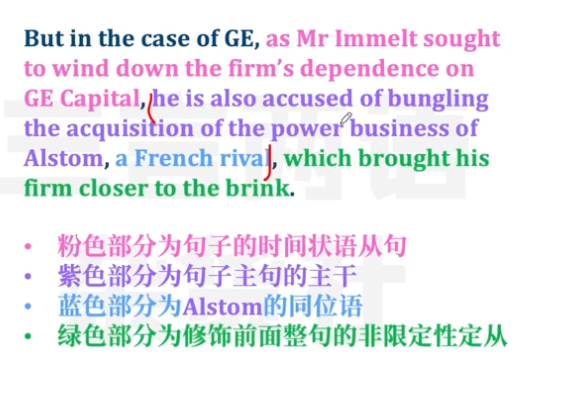 But in the case of GE, as Mr Immelt sought
to wind down the firm's dependence on
GE Capital, he is also accused of bungling
the acquisition of the power business of
Alstom, a French rival, which brought his
firm closer to the brink.
• 粉色部分为句子的时间状语从句
• 紫色部分为句子主句的主干
• 蓝色部分为Alstom的同位语
• 绿色部分为修饰前面整句的非限定性定从